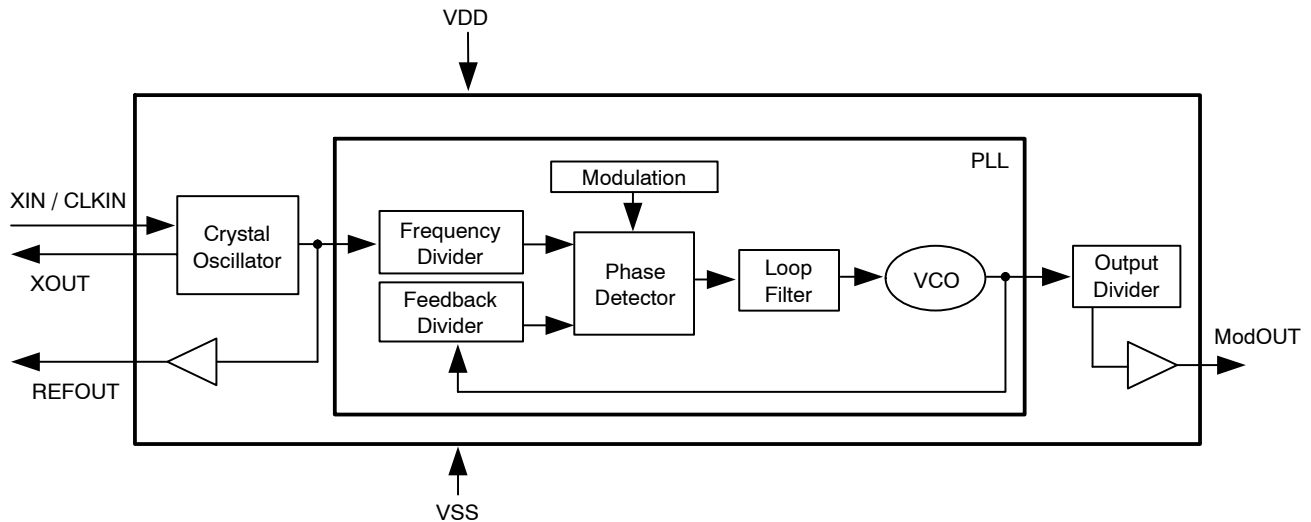 VDD
PLL
Modulation
XIN / CLKIN
Crystal
Oscillator
XOUT
Frequency
Divider
Feedback
Divider
Phase
Detector
Loop
Filter
VCO
Output
Divider
ModOUT
REFOUT
VSS